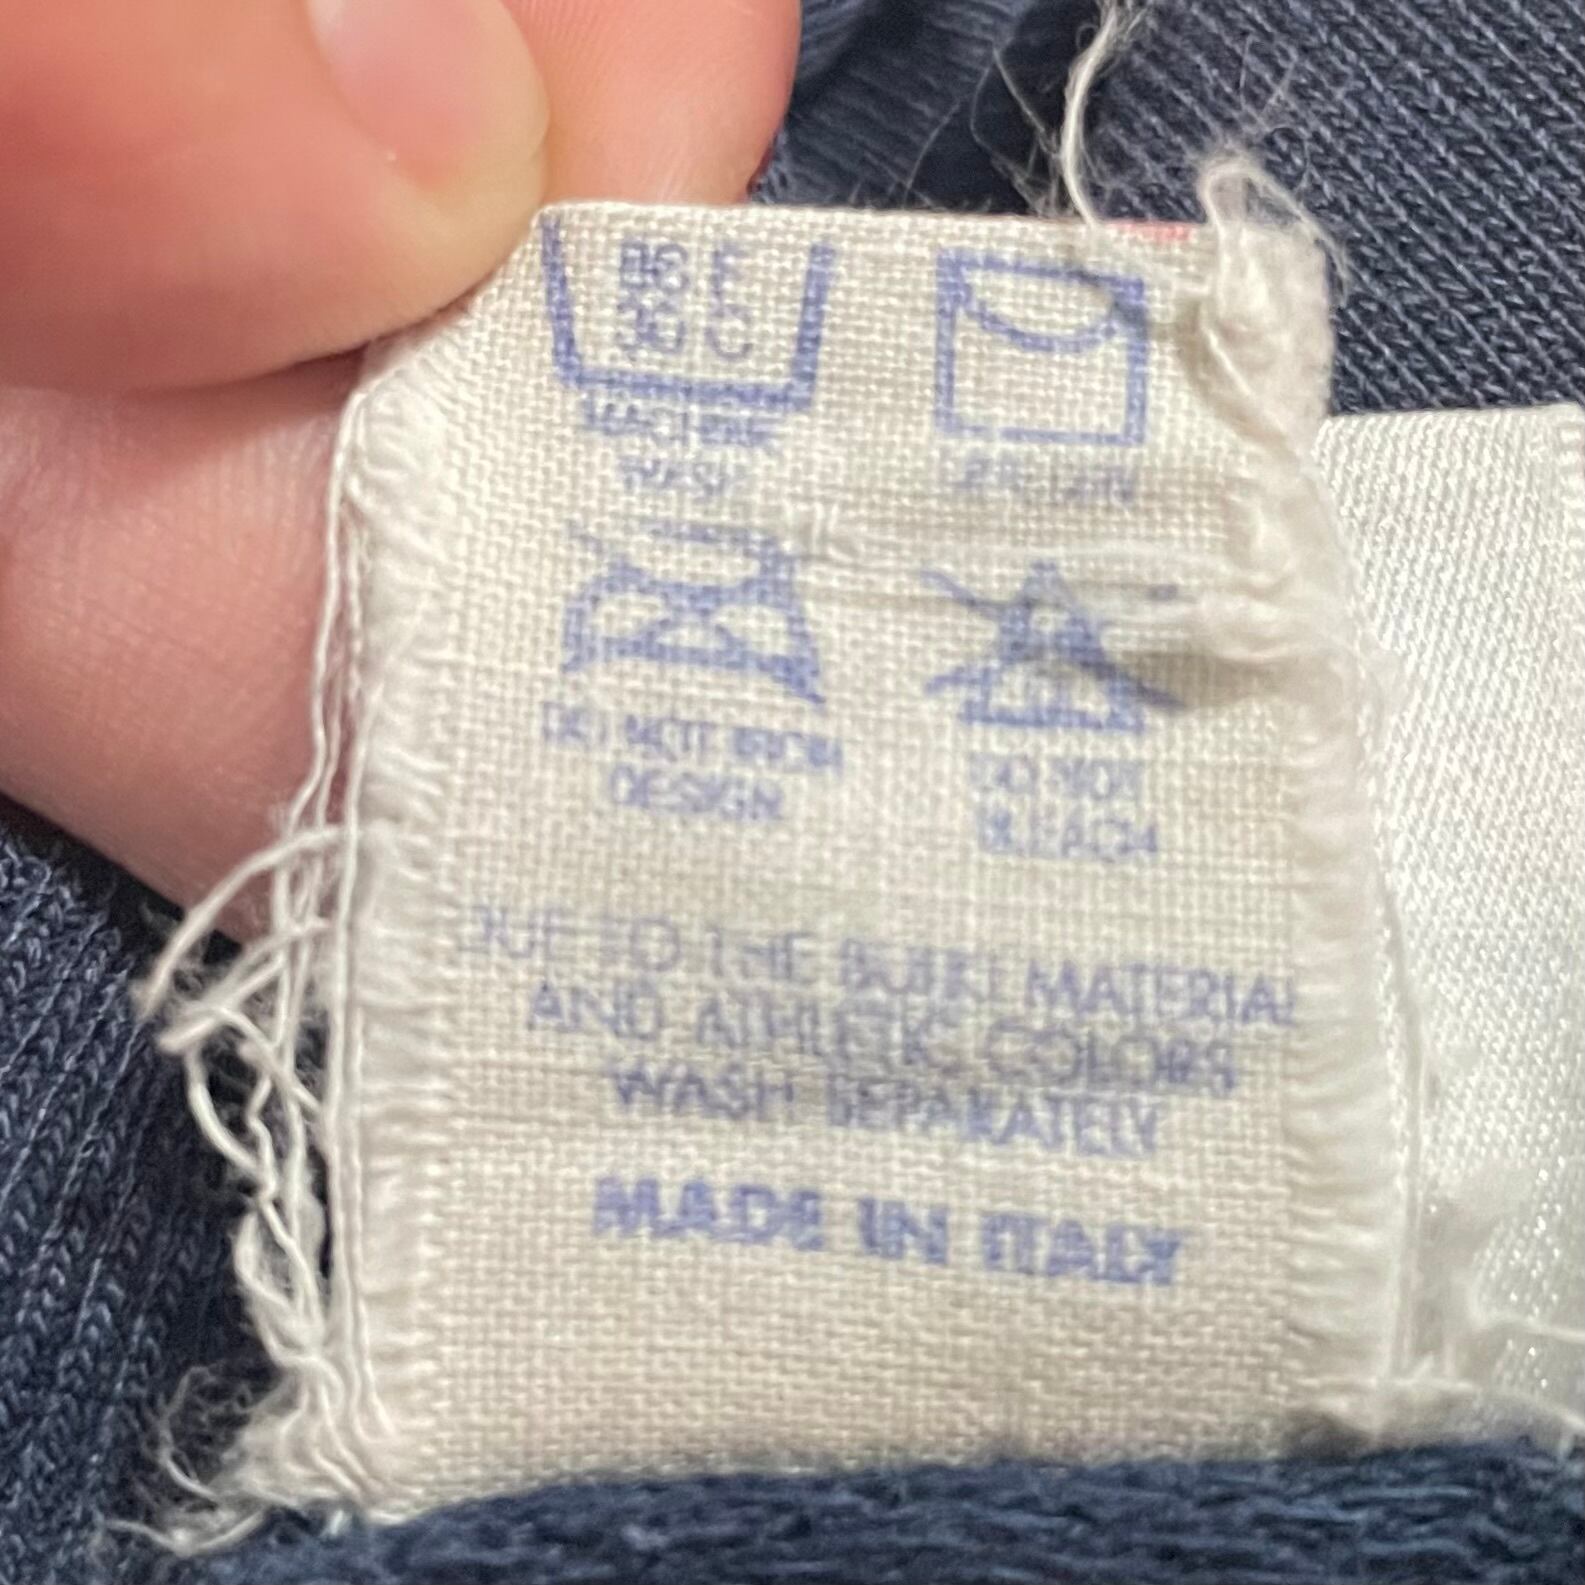 86 F
30 C
MACHINE
WASH
DRY
DO NOT IRON
DESIGN
DO NOT
BLEACH
DUE TO THE MATERIAL
AND ATHLETIC COLORS
WASH SEPARATELY
MADE IN ITALY